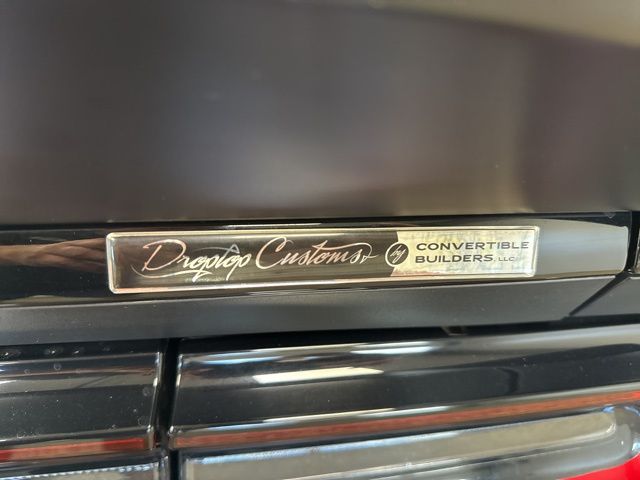 Droptop Customs by CONVERTIBLE
BUILDERS, LLC